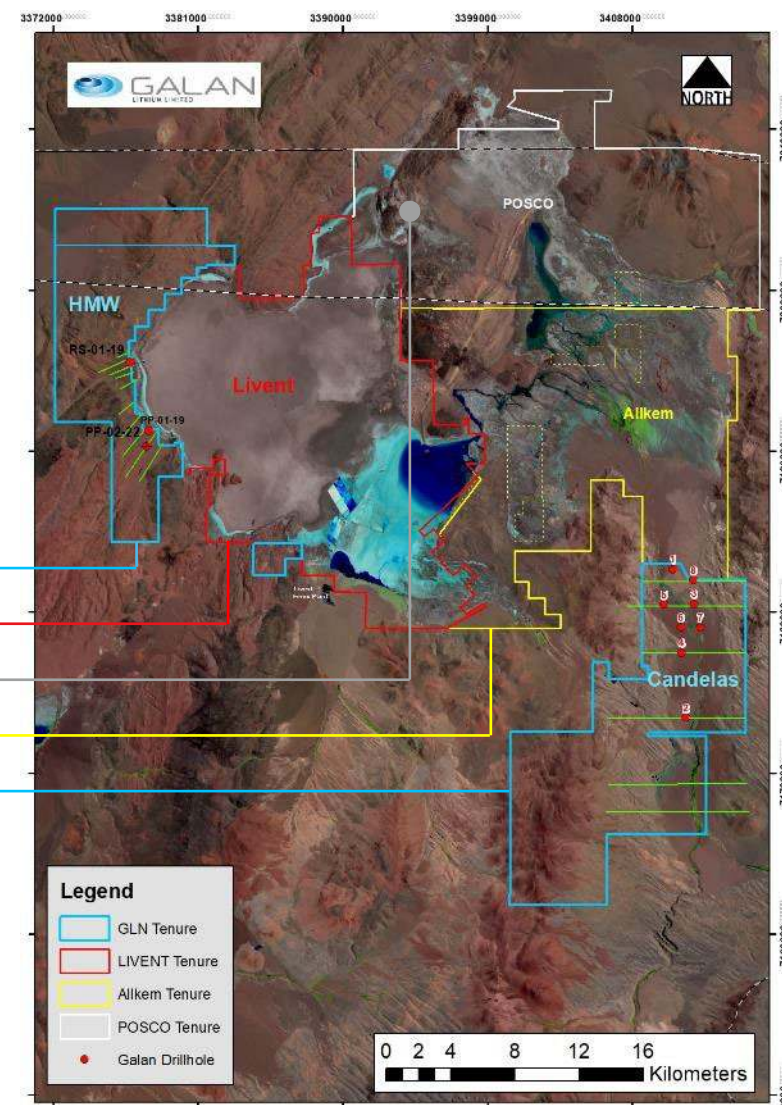 3372000
3381000
3390000
3399000
3408000
GALAN
LITHIUM LIMITED
NORTH
POSCO
HMW
RS-01-19
Livent
Allkem
PP-01-19
PP-02-22
1
8
5
3
6
7
4
Candelas
2
Legend
GLN Tenure
LIVENT Tenure
Allkem Tenure
POSCO Tenure
Galan Drillhole
0 2 4 8 12 16
Kilometers